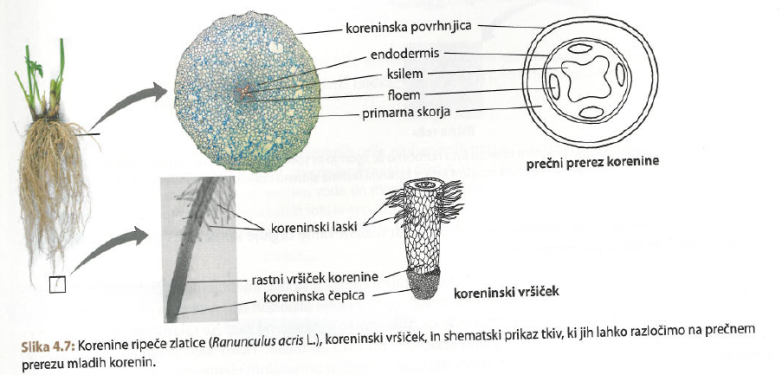 koreninska povrhnjica
endodermis
ksilem
floem
primarna skorja
prečni prerez korenine
koreninski laski
rastni vršiček korenine
koreninska čepica
koreninski vršiček
Slika 4.7: Korenine ripeče zlatice (Ranunculus acris L.), koreninski vršiček, in shematski prikaz tkiv, ki jih lahko razločimo na prečnem
prerezu mladih korenin.